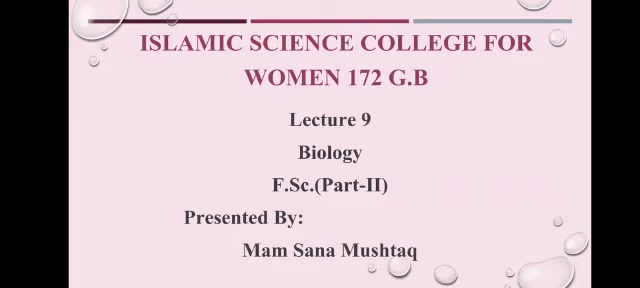 ISLAMIC SCIENCE COLLEGE FOR
WOMEN 172 G.B
Lecture 9
Biology
F.Sc.(Part-II)
Presented By:
Mam Sana Mushtaq